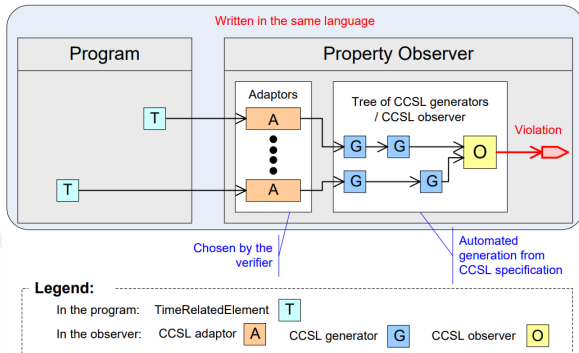 Written in the same language
Program
Property Observer
Adaptors
Tree of CCSL generators
/ CCSL observer
Violation
T
A
G
G
O
T
A
G
G
Chosen by the
verifier
Automated
generation from
CCSL specification
Legend:
In the program: TimeRelatedElement T
In the observer: CCSL adaptor A CCSL generator G CCSL observer O